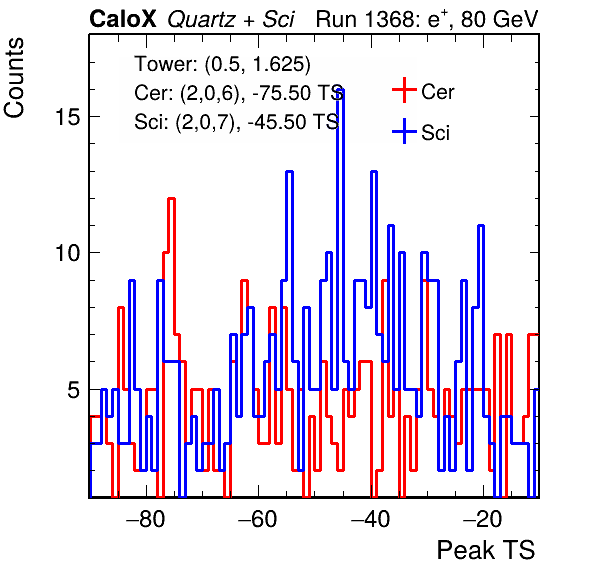 CaloX Quartz + Sci Run 1368: e+, 80 GeV
Counts
Tower: (0.5, 1.625)
Cer: (2,0,6), -75.50 TS
Sci: (2,0,7), -45.50 TS
Cer
Sci
15
10
5
−80 −60 −40 −20
Peak TS